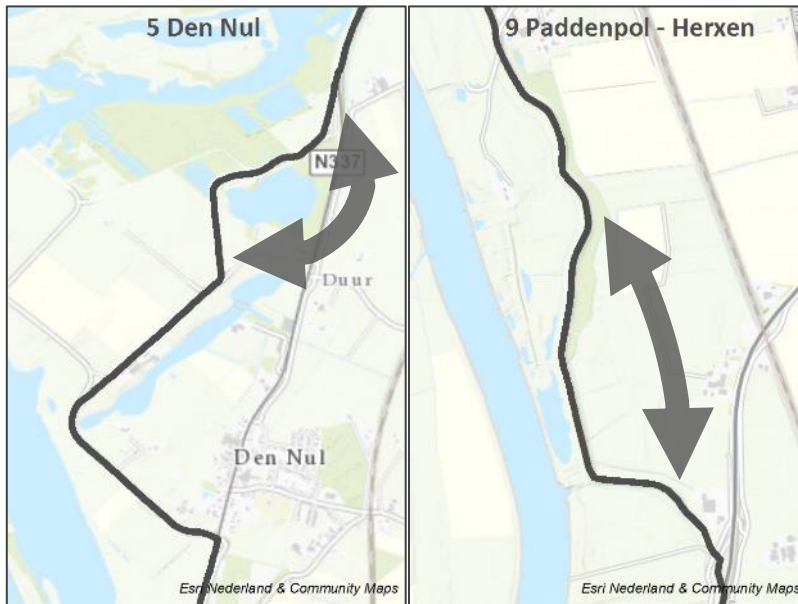 5 Den Nul
N337
Duur
Den Nul
Esri Nederland & Community Maps
9 Paddenpol - Herxen
Esri Nederland & Community Maps